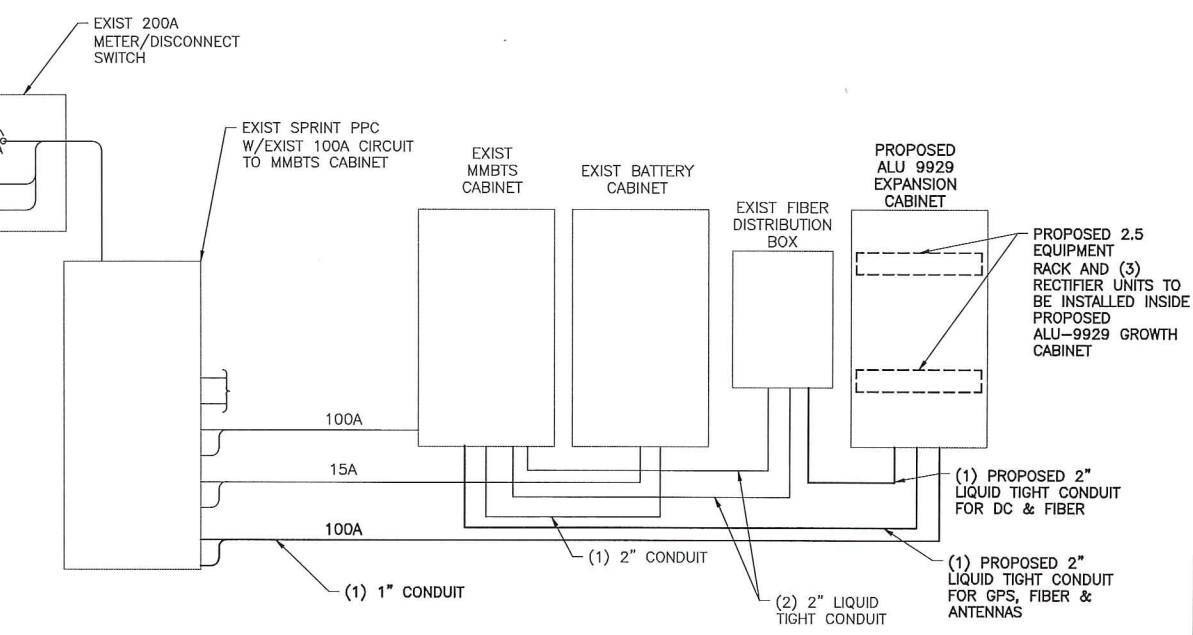 EXIST 200A
METER/DISCONNECT
SWITCH
EXIST SPRINT PPC
W/EXIST 100A CIRCUIT
TO MMBTS CABINET
EXIST
MMBTS
CABINET
EXIST BATTERY
CABINET
EXIST FIBER
DISTRIBUTION
BOX
PROPOSED
ALU 9929
EXPANSION
CABINET
PROPOSED 2.5
EQUIPMENT
RACK AND (3)
RECTIFIER UNITS TO
BE INSTALLED INSIDE
PROPOSED
ALU-9929 GROWTH
CABINET
100A
15A
100A
(1) 1" CONDUIT
(1) 2" CONDUIT
(2) 2" LIQUID
TIGHT CONDUIT
(1) PROPOSED 2"
LIQUID TIGHT CONDUIT
FOR DC & FIBER
(1) PROPOSED 2"
LIQUID TIGHT CONDUIT
FOR GPS, FIBER &
ANTENNAS